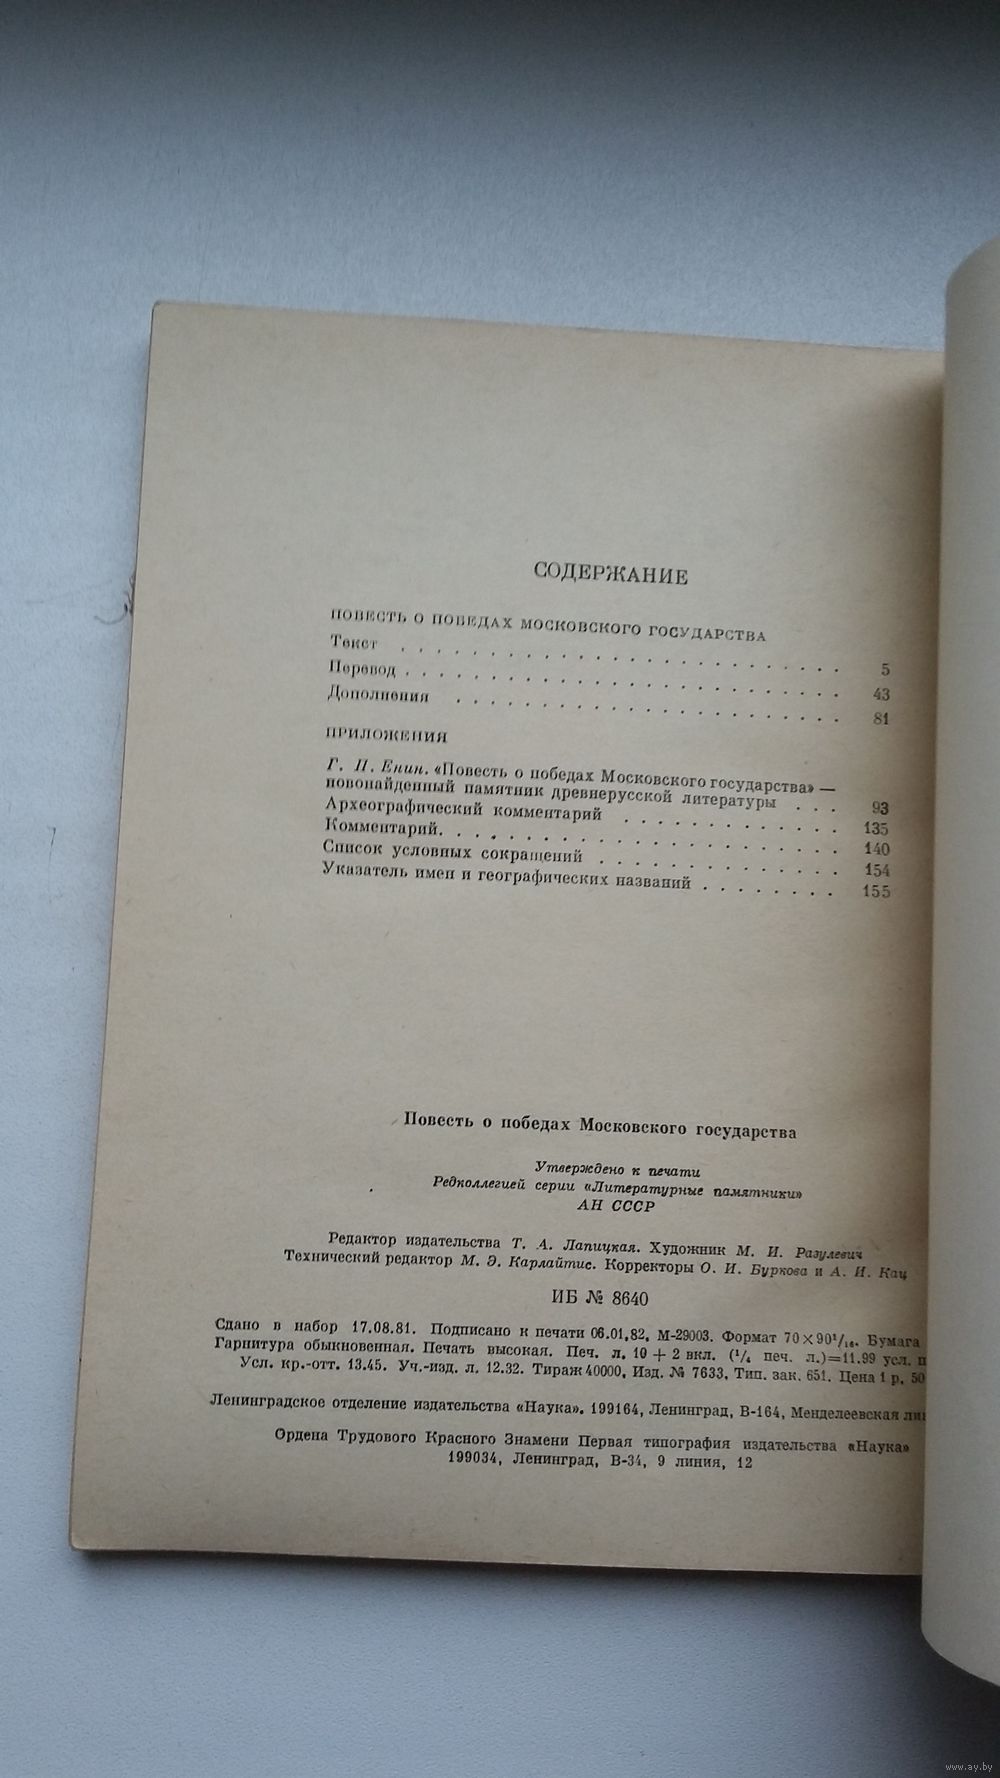 СОДЕРЖАНИЕ
ПОВЕСТЬ О ПОБЕДАХ МОСКОВСКОГО ГОСУДАРСТВА
Текст . . . . . . . . . . . . . . . . . . . . . . . . . 5
Перевод . . . . . . . . . . . . . . . . . . . . . . . . 43
Дополнения . . . . . . . . . . . . . . . . . . . . . . 81
ПРИЛОЖЕНИЯ
Г. П. Енин. «Повесть о победах Московского государства» —
новонайденный памятник древнерусской литературы . . . 93
Археографический комментарий . . . . . . . . . . . . 135
Комментарий. . . . . . . . . . . . . . . . . . . . . . 140
Список условных сокращений . . . . . . . . . . . . . 154
Указатель имен и географических названий . . . . . . . . 155
Повесть о победах Московского государства
Утверждено к печати
Редколлегией серии «Литературные памятники»
АН СССР
Редактор издательства Т. А. Лапицкая. Художник М. И. Разулевич
Технический редактор М. Э. Карлайтис. Корректоры О. И. Буркова и А. И. Кац
ИБ № 8640
Сдано в набор 17.08.81. Подписано к печати 06.01.82. М-29003. Формат 70×90¹/₁₆. Бумага
Гарнитура обыкновенная. Печать высокая. Печ. л. 10 + 2 вкл. (¹/₄ печ. л.)=11.99 усл. п
Усл. кр.-отт. 13.45. Уч.-изд. л. 12.32. Тираж 40000. Изд. № 7633. Тип. зак. 651. Цена 1 р. 50
Ленинградское отделение издательства «Наука». 199164, Ленинград, В-164, Менделеевская
Ордена Трудового Красного Знамени Первая типография издательства «Наука»
199034, Ленинград, В-34, 9 линия, 12
www.ay.by